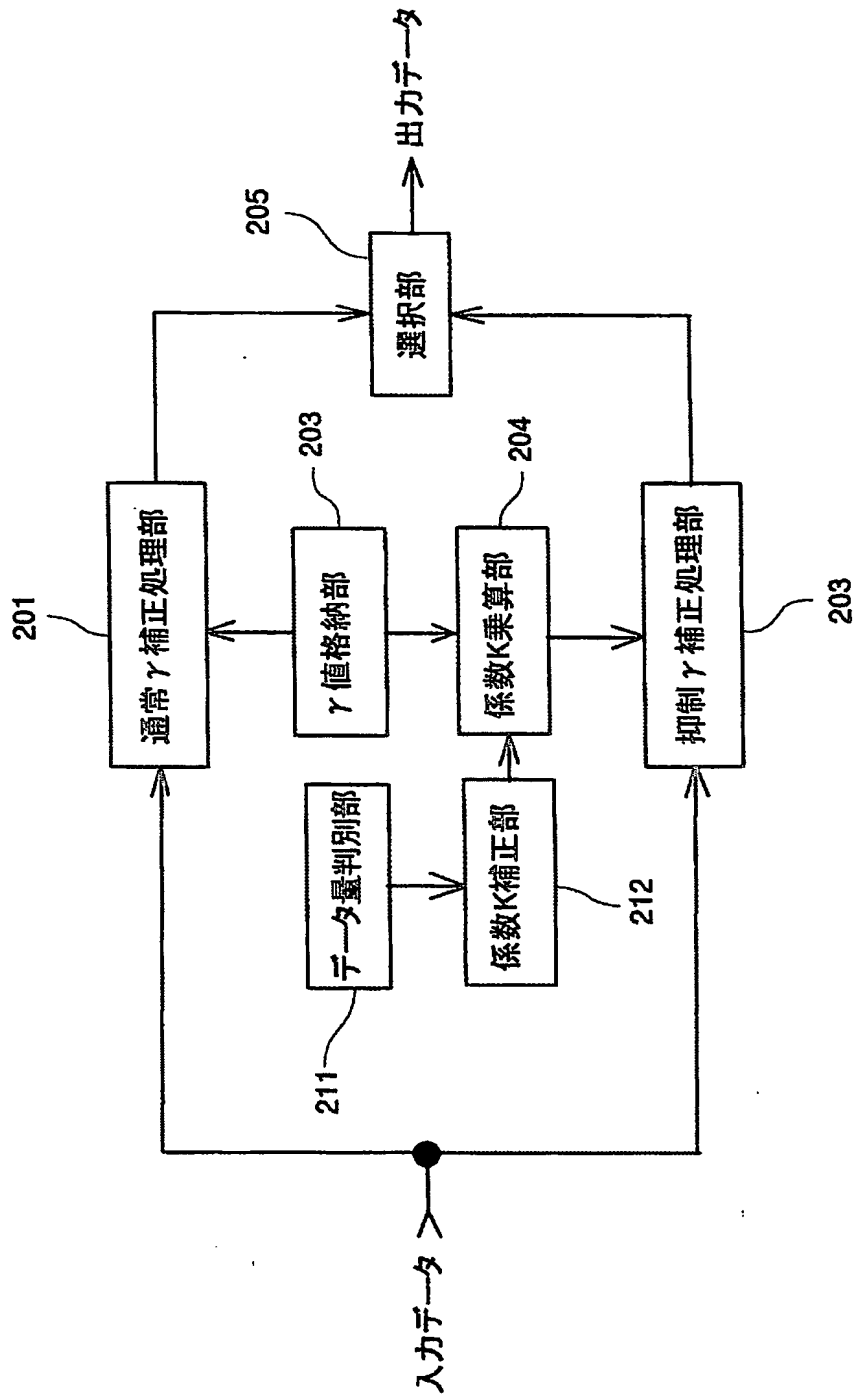 入力データ
201
通常γ補正処理部
203
γ値格納部
211
データ量判別部
204
係数K乗算部
212
係数K補正部
203
抑制γ補正処理部
205
選択部
出力データ